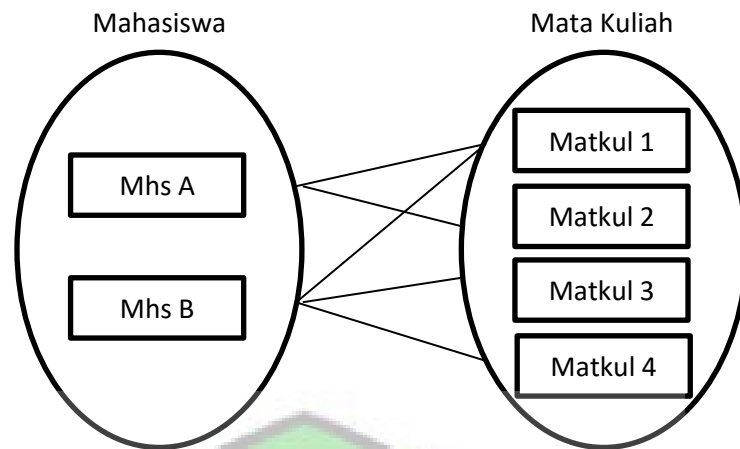 Mahasiswa
Mata Kuliah
Mhs A
Mhs B
Matkul 1
Matkul 2
Matkul 3
Matkul 4